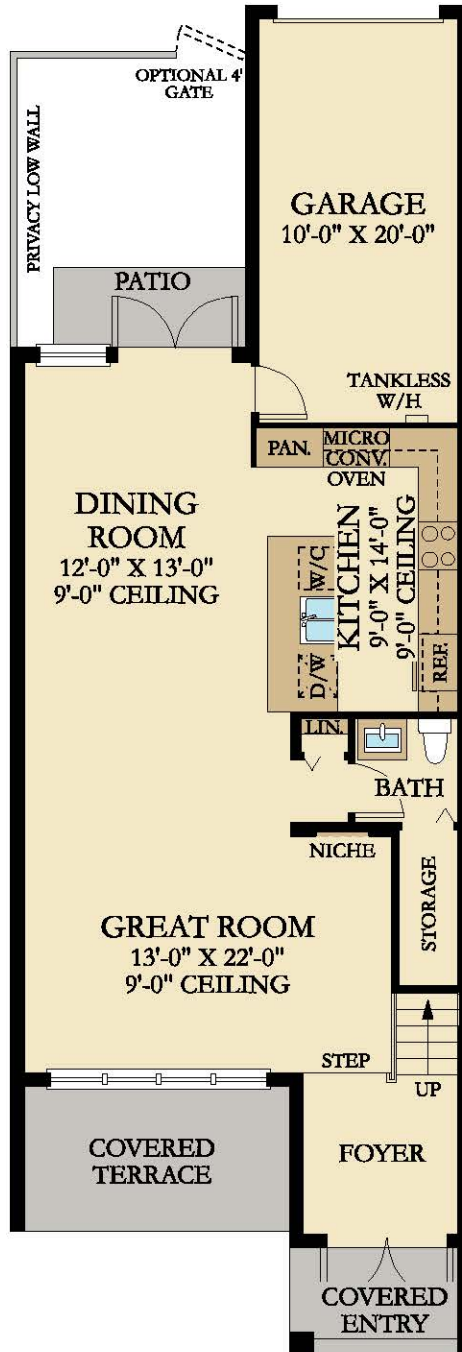 OPTIONAL 4'
GATE
PRIVACY LOW WALL
GARAGE
10'-0" X 20'-0"
PATIO
TANKLESS
W/H
PAN.
MICRO
CONV.
OVEN
DINING
ROOM
12'-0" X 13'-0"
9'-0" CEILING
KITCHEN
9'-0" X 14'-0"
9'-0" CEILING
W/C
D/W
REF.
LIN.
BATH
NICHE
STORAGE
GREAT ROOM
13'-0" X 22'-0"
9'-0" CEILING
STEP
UP
COVERED
TERRACE
FOYER
COVERED
ENTRY